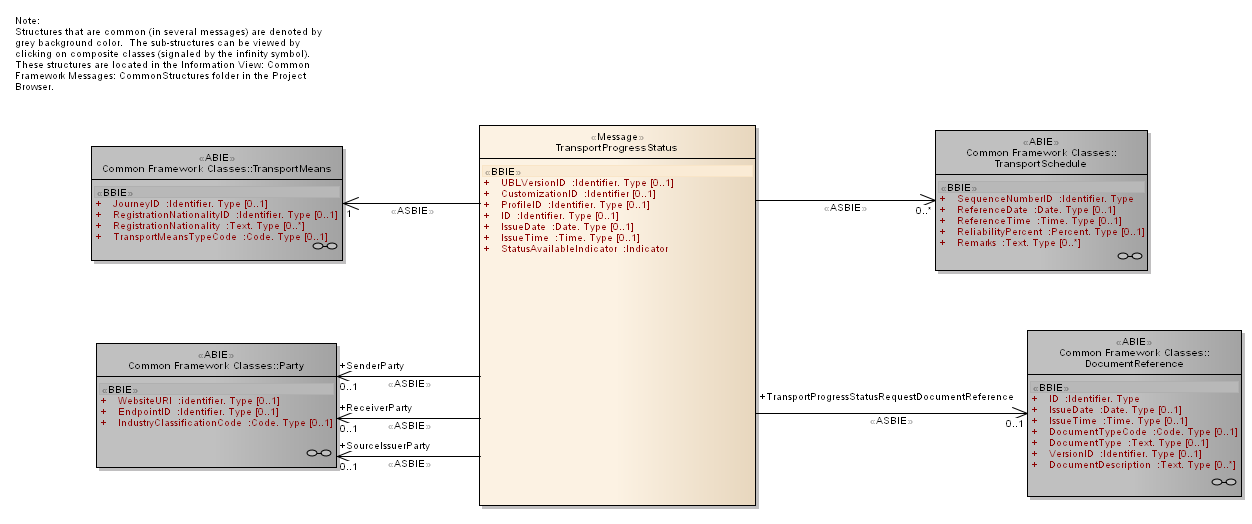 Note:
Structures that are common (in several messages) are denoted by
grey background color.  The sub-structures can be viewed by
clicking on composite classes (signaled by the infinity symbol).
These structures are located in the Information View: Common
Framework Messages: CommonStructures folder in the Project
Browser.
«ABIE»
Common Framework Classes::TransportMeans
«BBIE»
+ JourneyID :Identifier. Type [0..1]
+ RegistrationNationalityID :Identifier. Type [0..1]
+ RegistrationNationality :Text. Type [0..*]
+ TransportMeansTypeCode :Code. Type [0..1]
1
«ASBIE»
«Message»
TransportProgressStatus
«BBIE»
+ UBLVersionID :Identifier. Type [0..1]
+ CustomizationID :Identifier [0..1]
+ ProfileID :Identifier. Type [0..1]
+ ID :Identifier. Type [0..1]
+ IssueDate :Date. Type [0..1]
+ IssueTime :Time. Type [0..1]
+ StatusAvailableIndicator :Indicator
«ASBIE»
0..*
«ABIE»
Common Framework Classes::
TransportSchedule
«BBIE»
+ SequenceNumberID :Identifier. Type
+ ReferenceDate :Date. Type [0..1]
+ ReferenceTime :Time. Type [0..1]
+ ReliabilityPercent :Percent. Type [0..1]
+ Remarks :Text. Type [0..*]
«ABIE»
Common Framework Classes::Party
«BBIE»
+ WebsiteURI :identifier. Type [0..1]
+ EndpointID :Identifier. Type [0..1]
+ IndustryClassificationCode :Code. Type [0..1]
+SenderParty
0..1
«ASBIE»
+ReceiverParty
0..1
«ASBIE»
+SourceIssuerParty
0..1
«ASBIE»
+TransportProgressStatusRequestDocumentReference
«ASBIE»
0..1
«ABIE»
Common Framework Classes::
DocumentReference
«BBIE»
+ ID :Identifier. Type
+ IssueDate :Date. Type [0..1]
+ IssueTime :Time. Type [0..1]
+ DocumentTypeCode :Code. Type [0..1]
+ DocumentType :Text. Type [0..1]
+ VersionID :Identifier. Type [0..1]
+ DocumentDescription :Text. Type [0..*]